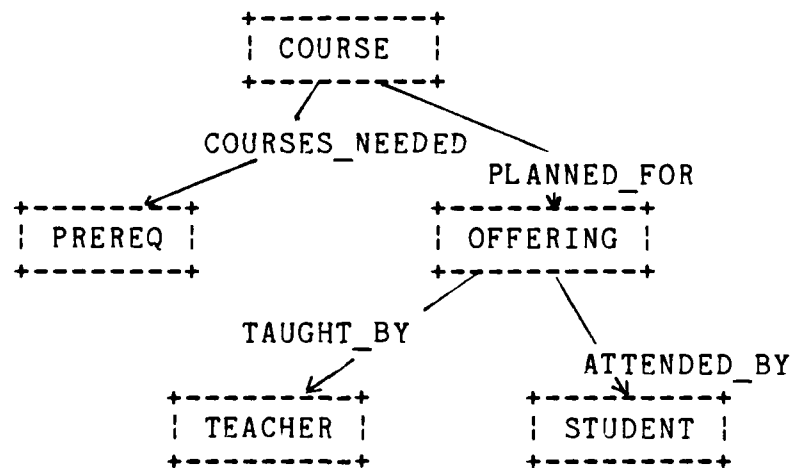 COURSE
COURSES_NEEDED
PLANNED_FOR
PREREQ
OFFERING
TAUGHT_BY
ATTENDED_BY
TEACHER
STUDENT